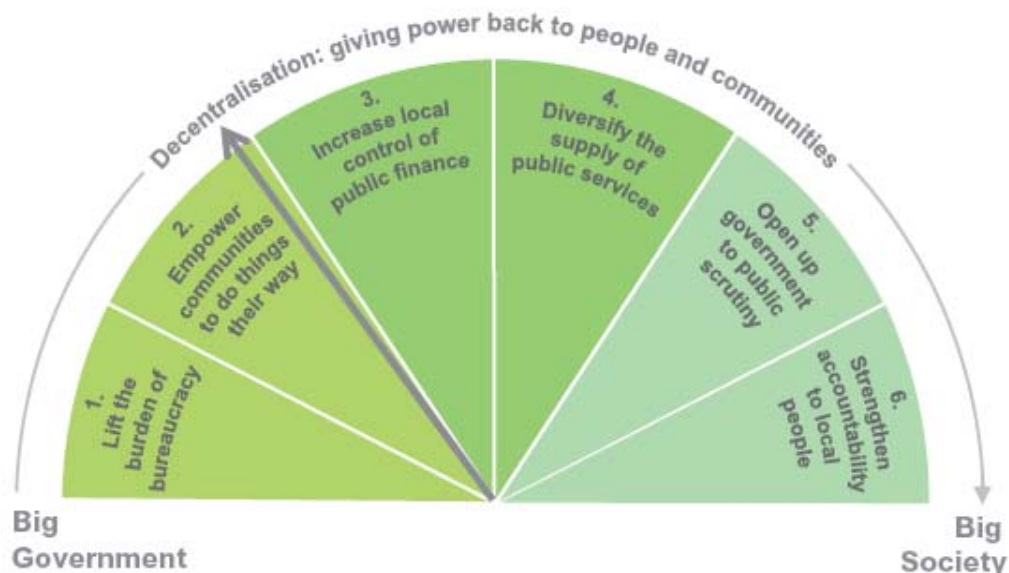 Decentralisation: giving power back to people and communities
1.
Lift the
burden of
bureaucracy
2.
Empower
communities
to do things
their way
3.
Increase local
control of
public finance
4.
Diversify the
supply of
public services
5.
Open up
government
to public
scrutiny
6.
Strengthen
accountability
to local
people
Big
Government
Big
Society